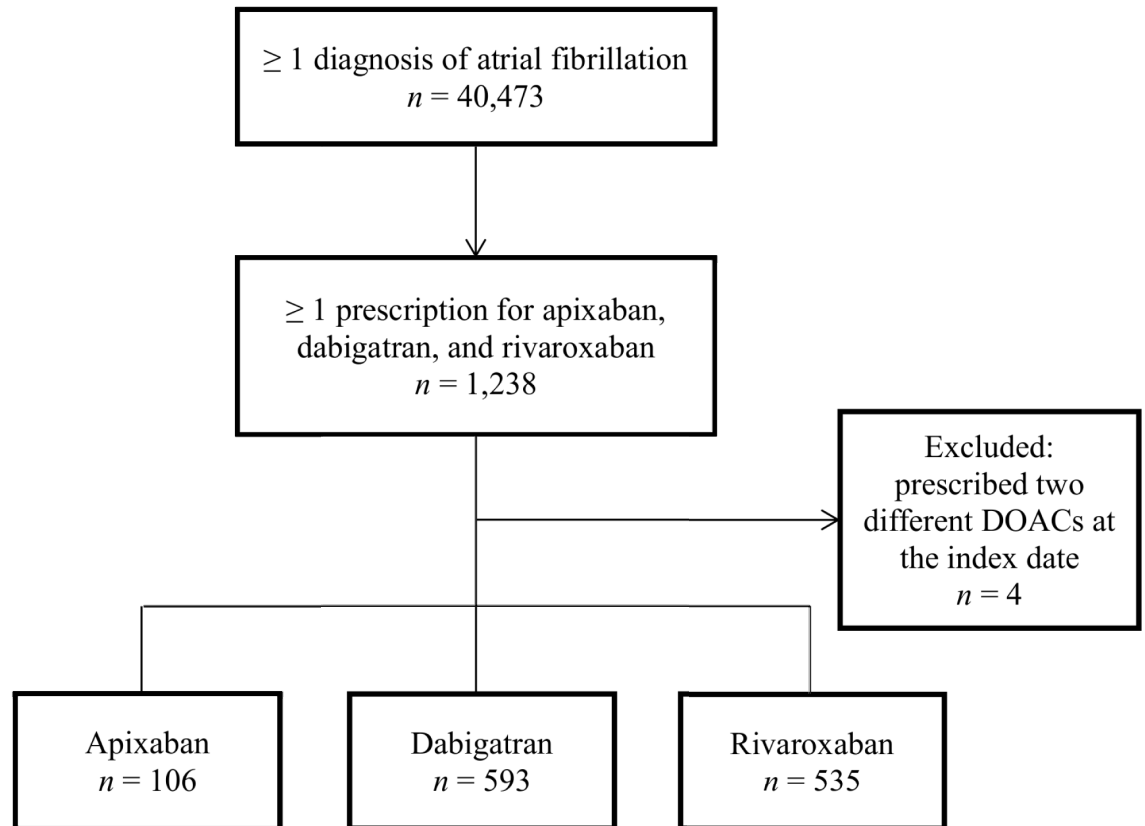 ≥ 1 diagnosis of atrial fibrillation
n = 40,473
≥ 1 prescription for apixaban,
dabigatran, and rivaroxaban
n = 1,238
Excluded:
prescribed two
different DOACs at
the index date
n = 4
Apixaban
n = 106
Dabigatran
n = 593
Rivaroxaban
n = 535